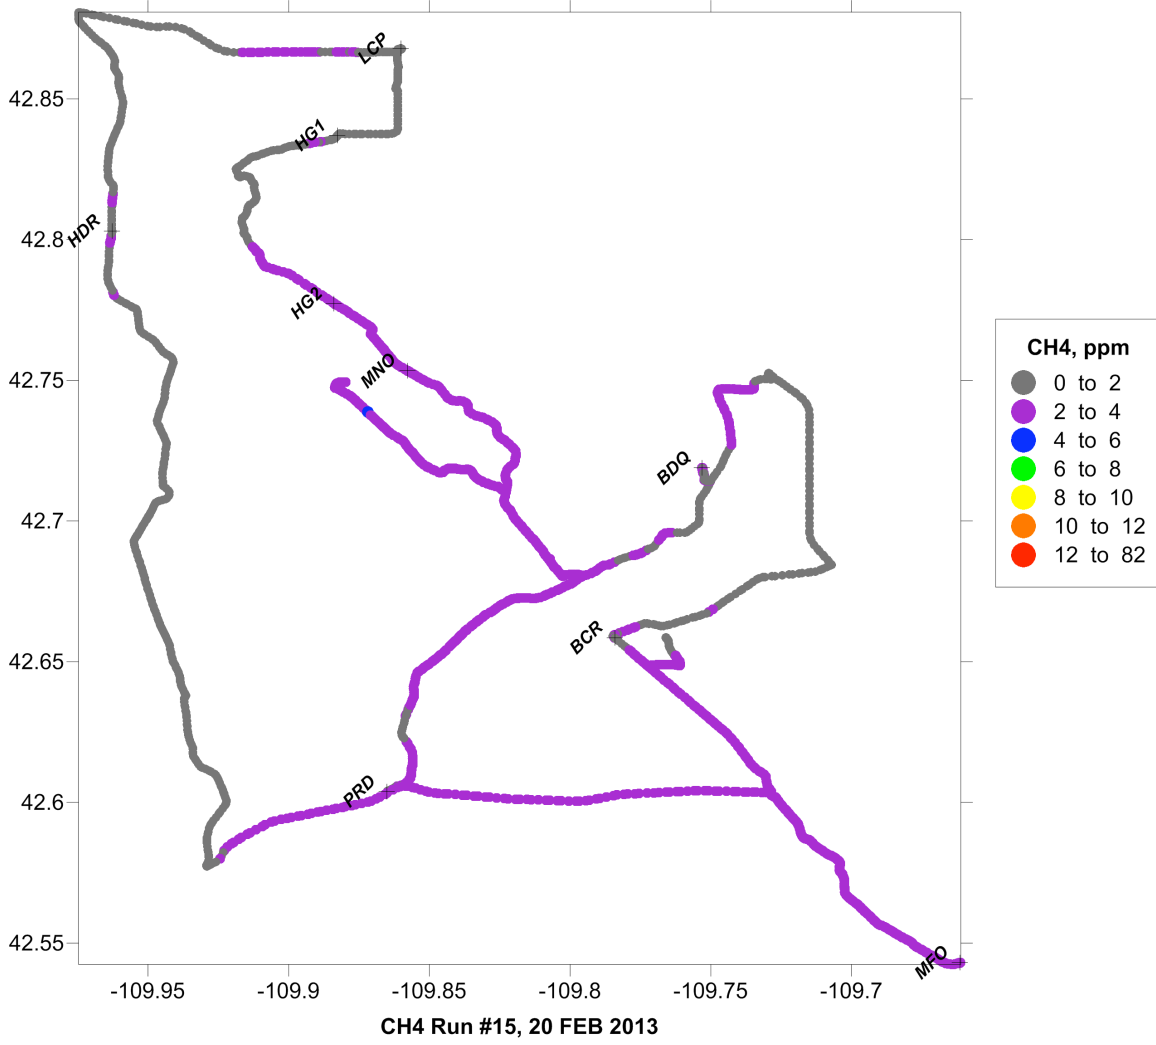 LCP
42.85
HG1
HDR
42.8
HG2
CH4, ppm
0 to 2
MNO
42.75
2 to 4
4 to 6
BDQ
6 to 8
8 to 10
42.7
10 to 12
12 to 82
BCR
42.65
PRD
42.6
MFO
42.55
-109.95 -109.9 -109.85 -109.8 -109.75 -109.7
CH4 Run #15, 20 FEB 2013